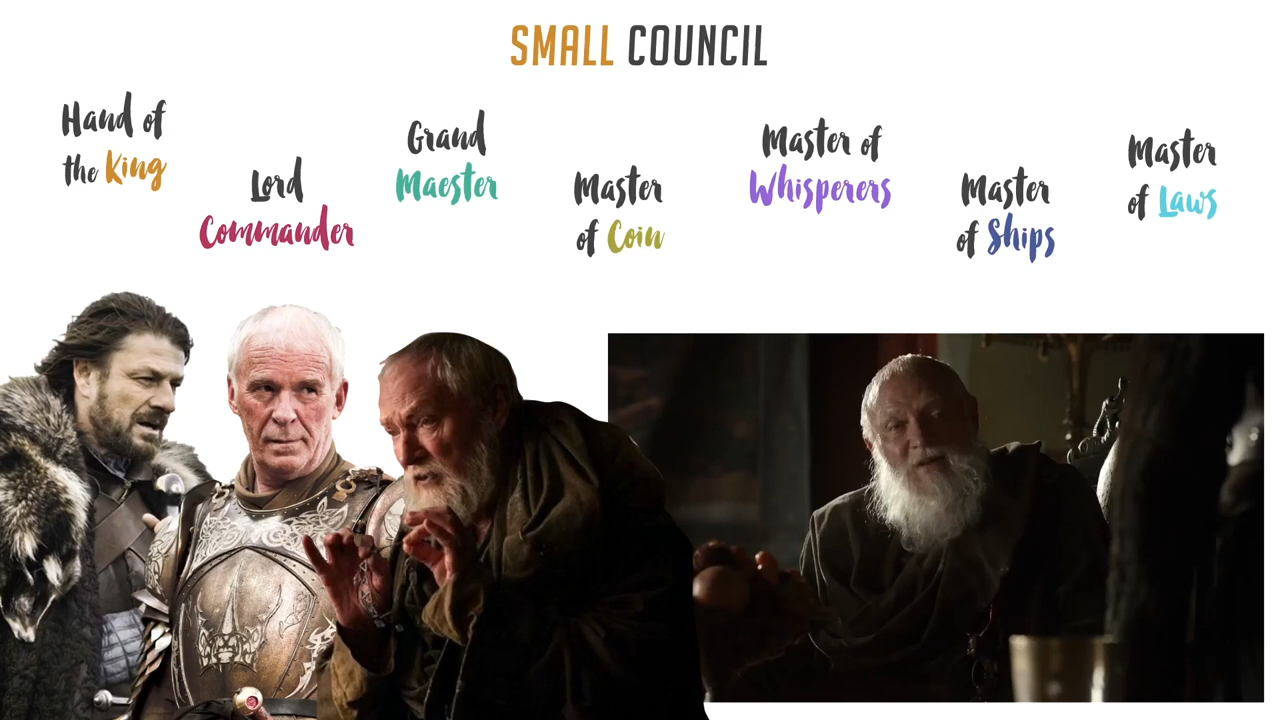 SMALL COUNCIL
Hand of
the King
Lord
Commander
Grand
Maester
Master
of Coin
Master of
Whisperers
Master
of Ships
Master
of Laws